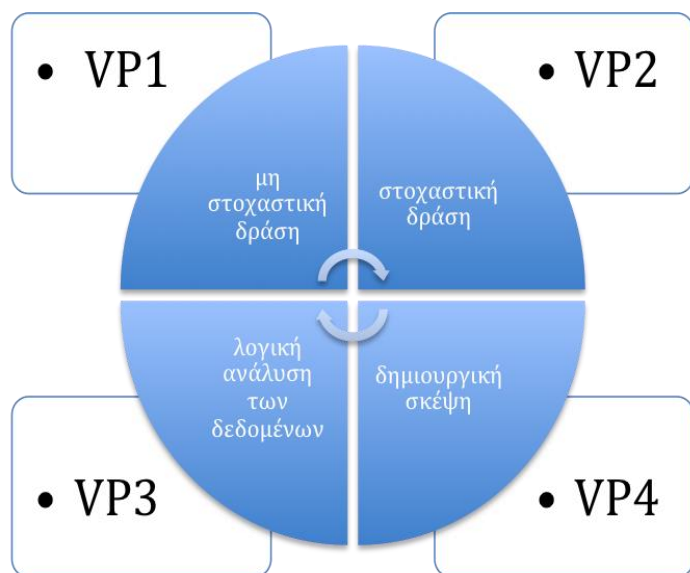 • VP1
• VP2
μη
στοχαστική
δράση
στοχαστική
δράση
λογική
ανάλυση
των
δεδομένων
δημιουργική
σκέψη
• VP3
• VP4